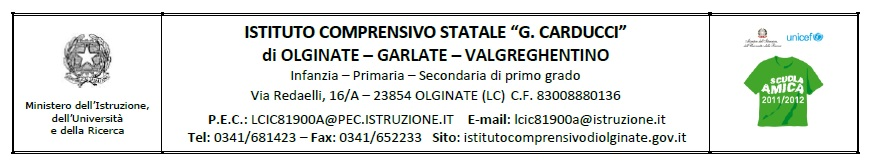 Ministero dell'Istruzione,
dell'Università
e della Ricerca
ISTITUTO COMPRENSIVO STATALE "G. CARDUCCI"
di OLGINATE – GARLATE – VALGREGHENTINO
Infanzia – Primaria – Secondaria di primo grado
Via Redaelli, 16/A – 23854 OLGINATE (LC) C.F. 83008880136
P.E.C.: LCIC81900A@PEC.ISTRUZIONE.IT E-mail: lcic81900a@istruzione.it
Tel: 0341/681423 – Fax: 0341/652233 Sito: istitutocomprensivodiolginate.gov.it
unicef
SCUOLA
AMICA
2011/2012